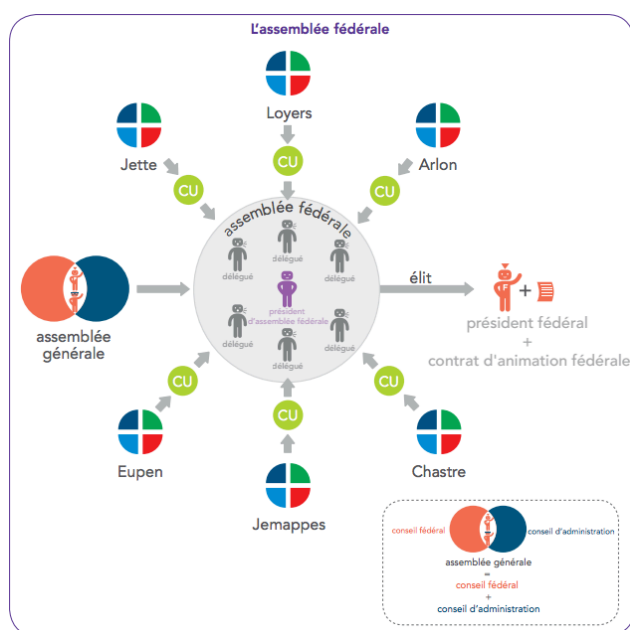 L'assemblée fédérale
Loyers
Jette
Arlon
CU
CU
CU
assemblée fédérale
délégué
délégué
délégué
élit
F
président
d'assemblée fédérale
assemblée
générale
président fédéral
+
contrat d'animation fédérale
délégué
délégué
délégué
CU
CU
CU
Eupen
Chastre
Jemappes
conseil fédéral
conseil d'administration
assemblée générale
=
conseil fédéral
+
conseil d'administration